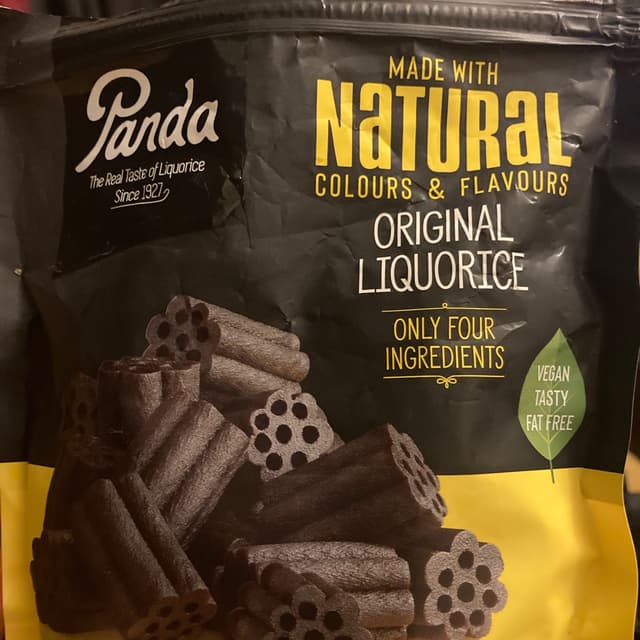 Panda
The Real Taste of Liquorice
Since 1927
MADE WITH
NATURAL
COLOURS & FLAVOURS
ORIGINAL
LIQUORICE
ONLY FOUR
INGREDIENTS
VEGAN
TASTY
FAT FREE